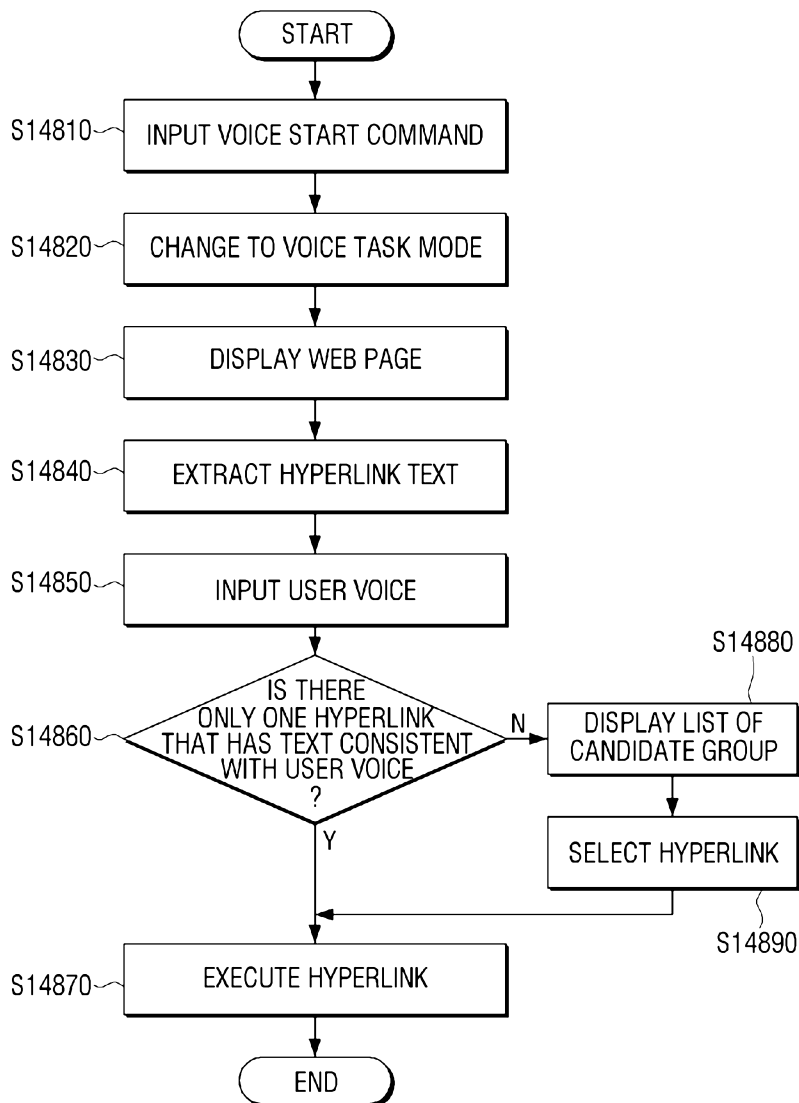 START
S14810
INPUT VOICE START COMMAND
S14820
CHANGE TO VOICE TASK MODE
S14830
DISPLAY WEB PAGE
S14840
EXTRACT HYPERLINK TEXT
S14850
INPUT USER VOICE
S14860
IS THERE
ONLY ONE HYPERLINK
THAT HAS TEXT CONSISTENT
WITH USER VOICE
?
N
Y
S14880
DISPLAY LIST OF
CANDIDATE GROUP
SELECT HYPERLINK
S14890
S14870
EXECUTE HYPERLINK
END